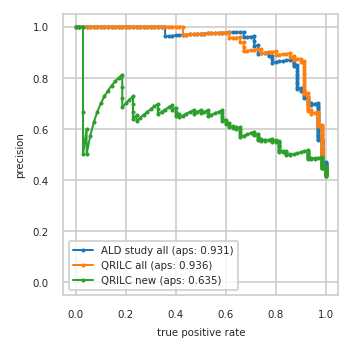 1.0
0.8
0.6
0.4
0.2
0.0
precision
ALD study all (aps: 0.931)
QRILC all (aps: 0.936)
QRILC new (aps: 0.635)
0.0 0.2 0.4 0.6 0.8 1.0
true positive rate